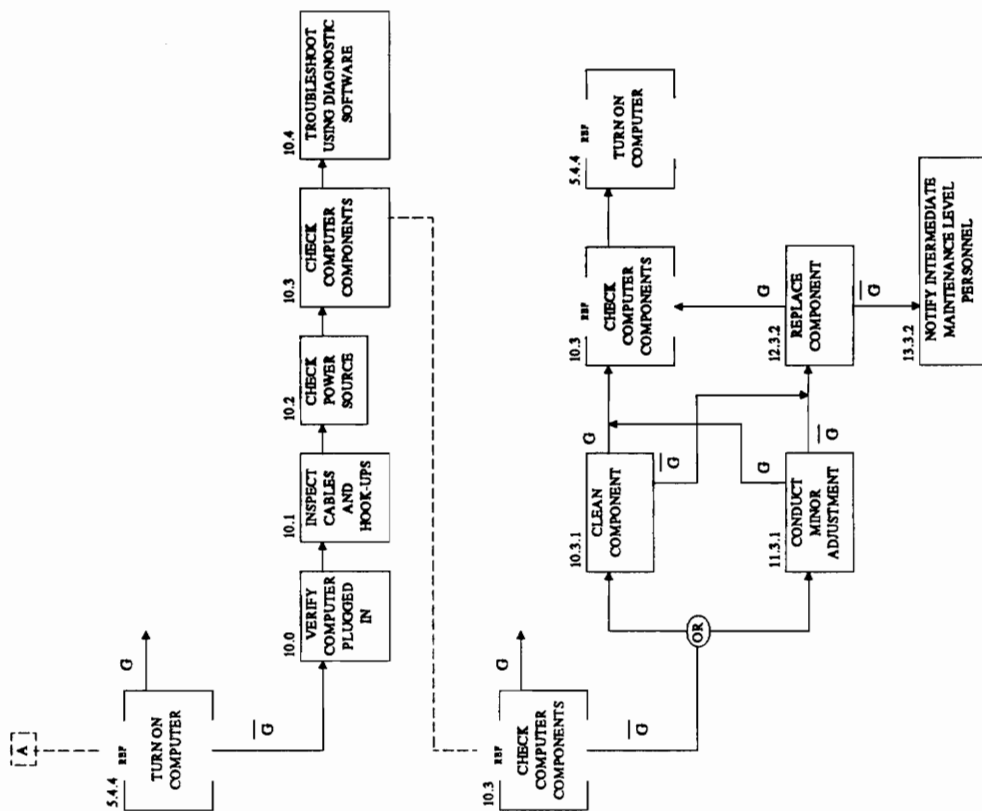 A
5.4.4 REF
TURN ON
COMPUTER
G
G
10.0
VERIFY
COMPUTER
PLUGGED
IN
10.1
INSPECT
CABLES
AND
HOOK-UPS
10.2
CHECK
POWER
SOURCE
10.3
CHECK
COMPUTER
COMPONENTS
10.4
TROUBLESHOOT
USING DIAGNOSTIC
SOFTWARE
10.3 REF
CHECK
COMPUTER
COMPONENTS
G
G
OR
10.3.1
CLEAN
COMPONENT
G
G
11.3.1
CONDUCT
MINOR
ADJUSTMENT
G
G
10.3 REF
CHECK
COMPUTER
COMPONENTS
5.4.4 REF
TURN ON
COMPUTER
12.3.2
REPLACE
COMPONENT
G
G
13.3.2
NOTIFY INTERMEDIATE
MAINTENANCE LEVEL
PERSONNEL